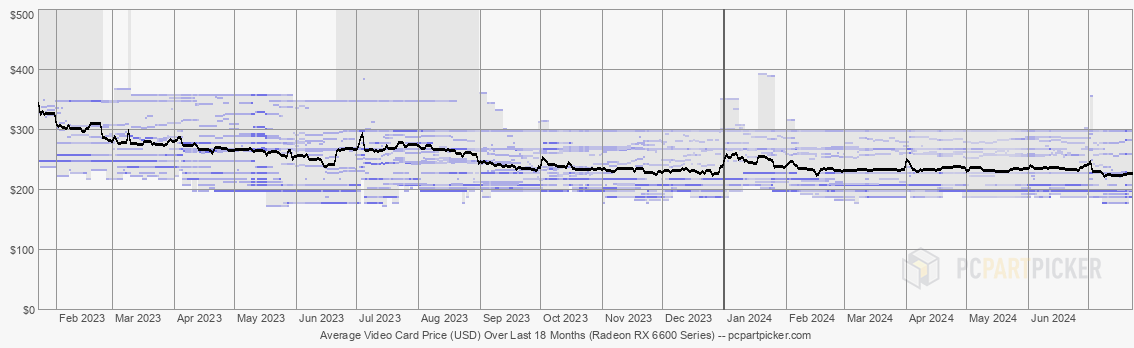 $500
$400
$300
$200
$100
$0
PCPARTPICKER
Feb 2023 Mar 2023 Apr 2023 May 2023 Jun 2023 Jul 2023 Aug 2023 Sep 2023 Oct 2023 Nov 2023 Dec 2023 Jan 2024 Feb 2024 Mar 2024 Apr 2024 May 2024 Jun 2024
Average Video Card Price (USD) Over Last 18 Months (Radeon RX 6600 Series) -- pcpartpicker.com